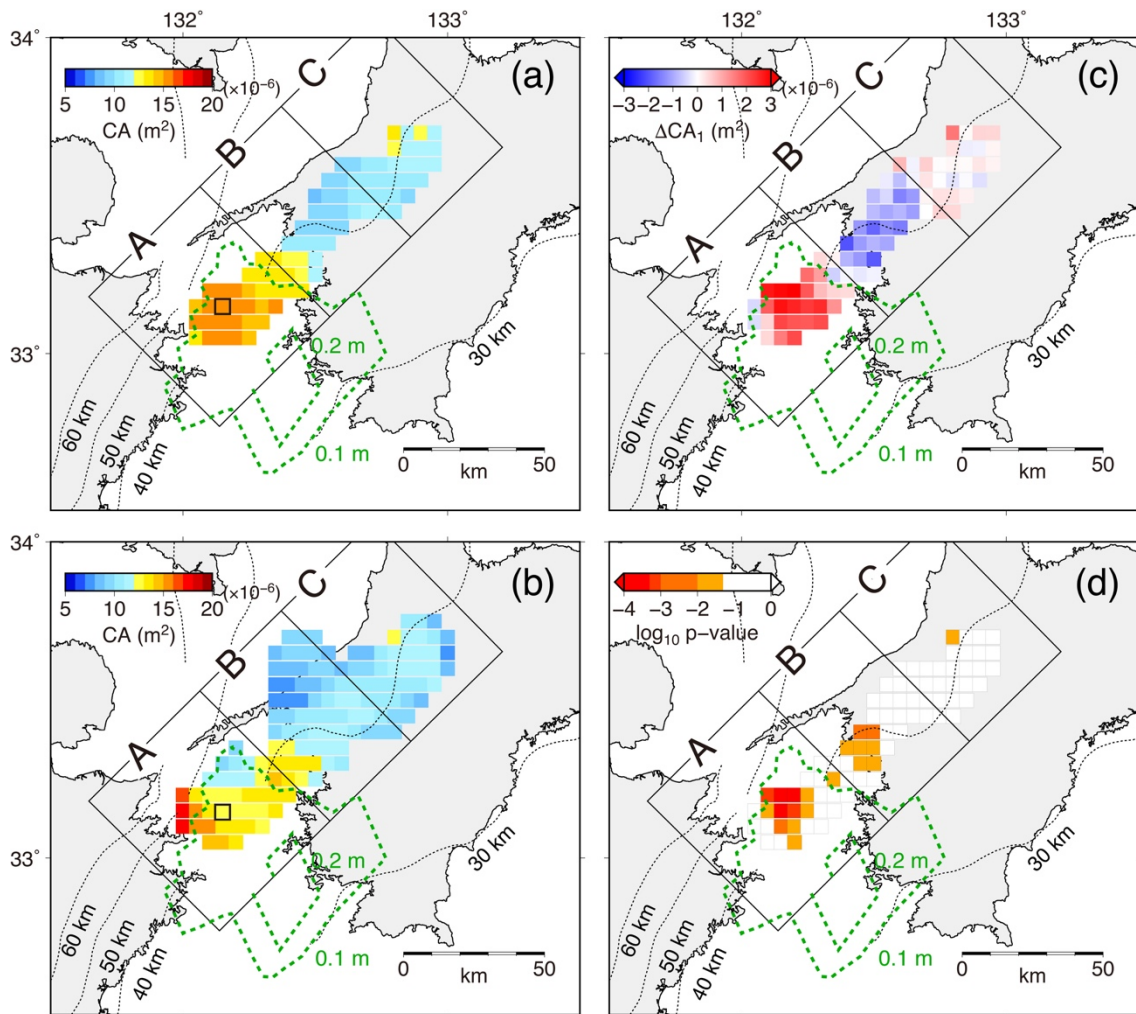 132° 133° 132° 133°
34°
(a)
5 10 15 20 (×10⁻⁶)
CA (m²)
A B C
33°
0.2 m
0.1 m
60 km
50 km
40 km
30 km
0 50
km
(c)
−3 −2 −1 0 1 2 3 (×10⁻⁶)
ΔCA₁ (m²)
A B C
0.2 m
0.1 m
60 km
50 km
40 km
30 km
0 50
km
34°
(b)
5 10 15 20 (×10⁻⁶)
CA (m²)
A B C
33°
0.2 m
0.1 m
60 km
50 km
40 km
30 km
0 50
km
(d)
−4 −3 −2 −1 0
log₁₀ p−value
A B C
0.2 m
0.1 m
60 km
50 km
40 km
30 km
0 50
km